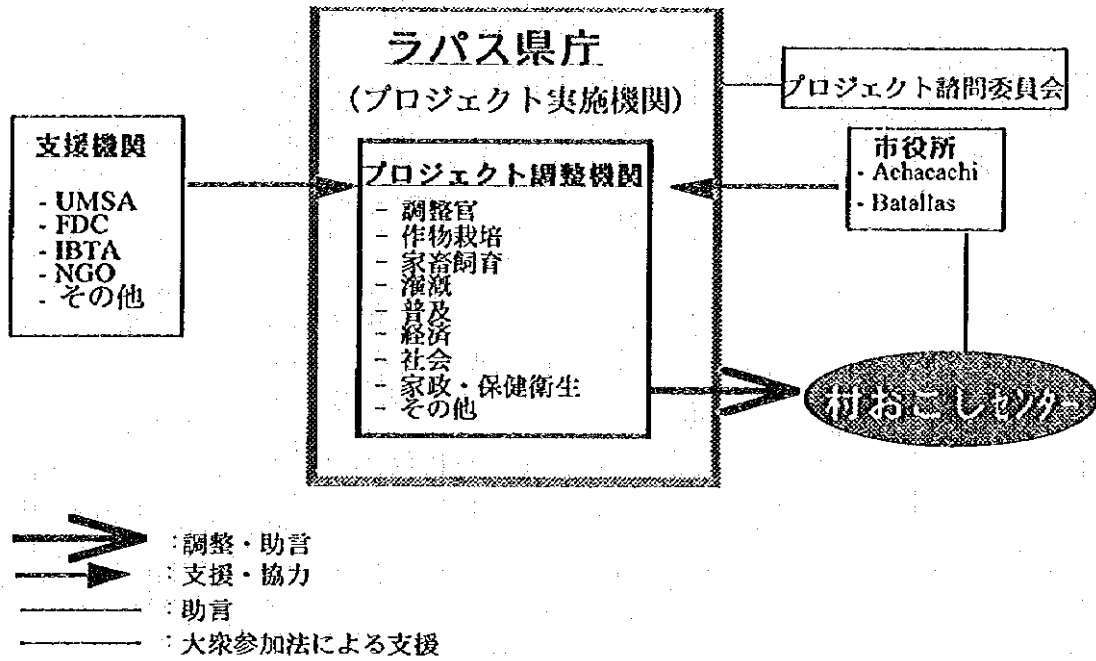 ラパス県庁
(プロジェクト実施機関)
プロジェクト諮問委員会
支援機関
- UMSA
- FDC
- IBTA
- NGO
- その他
プロジェクト調整機関
- 調整官
- 作物栽培
- 家畜飼育
- 灌漑
- 普及
- 経済
- 社会
- 家政・保健衛生
- その他
市役所
- Achacachi
- Batallas
村おこしセンター
:調整・助言
:支援・協力
:助言
:大衆参加法による支援